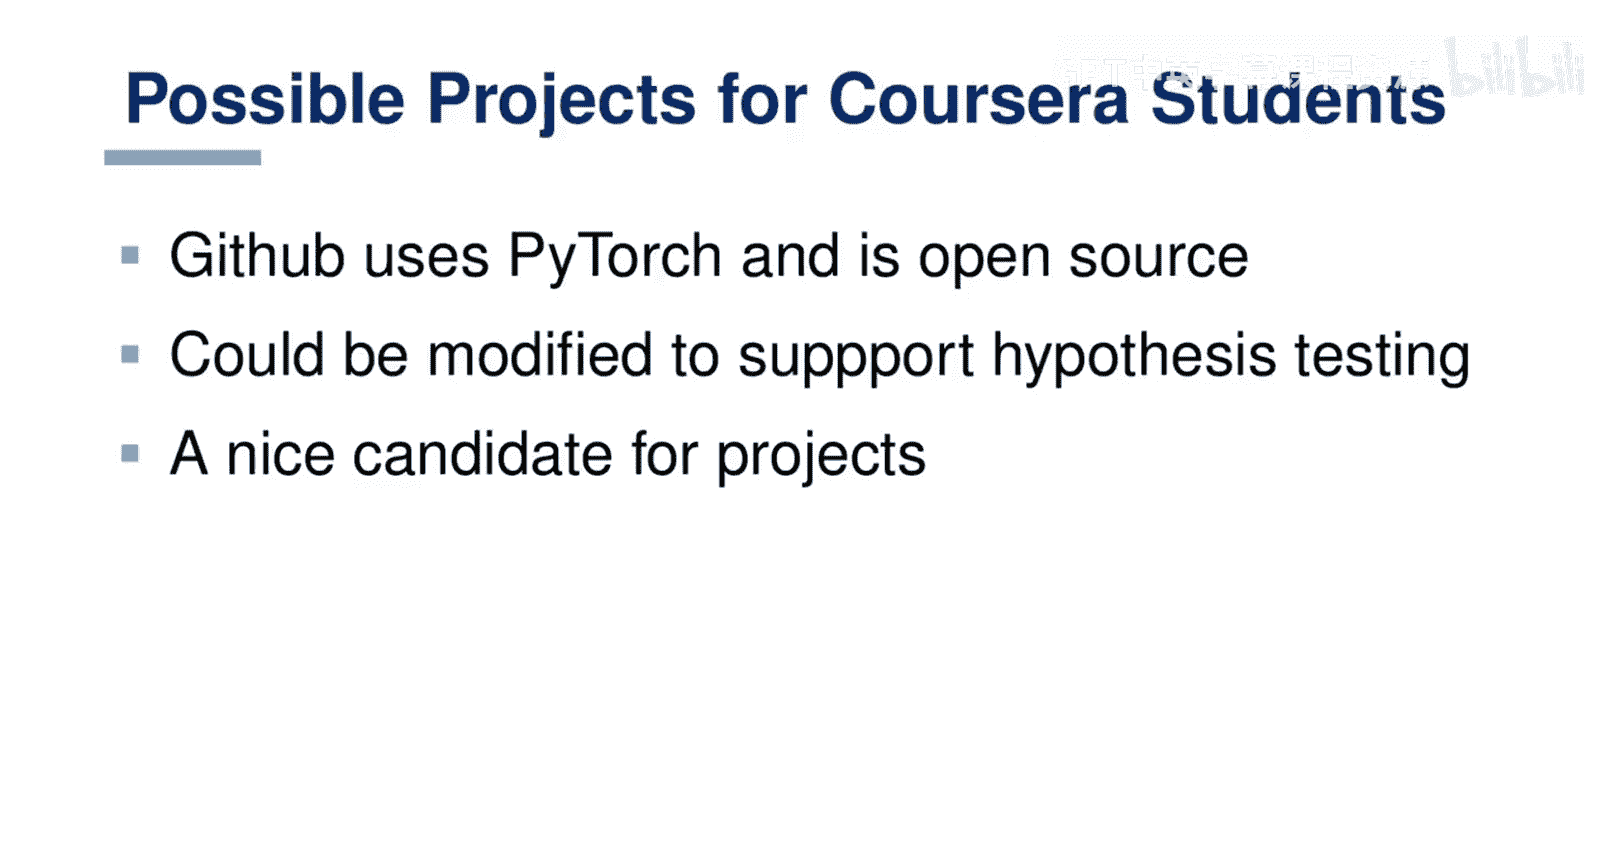 Possible Projects for Coursera Students
bilibili
Github uses PyTorch and is open source
Could be modified to suppport hypothesis testing
A nice candidate for projects